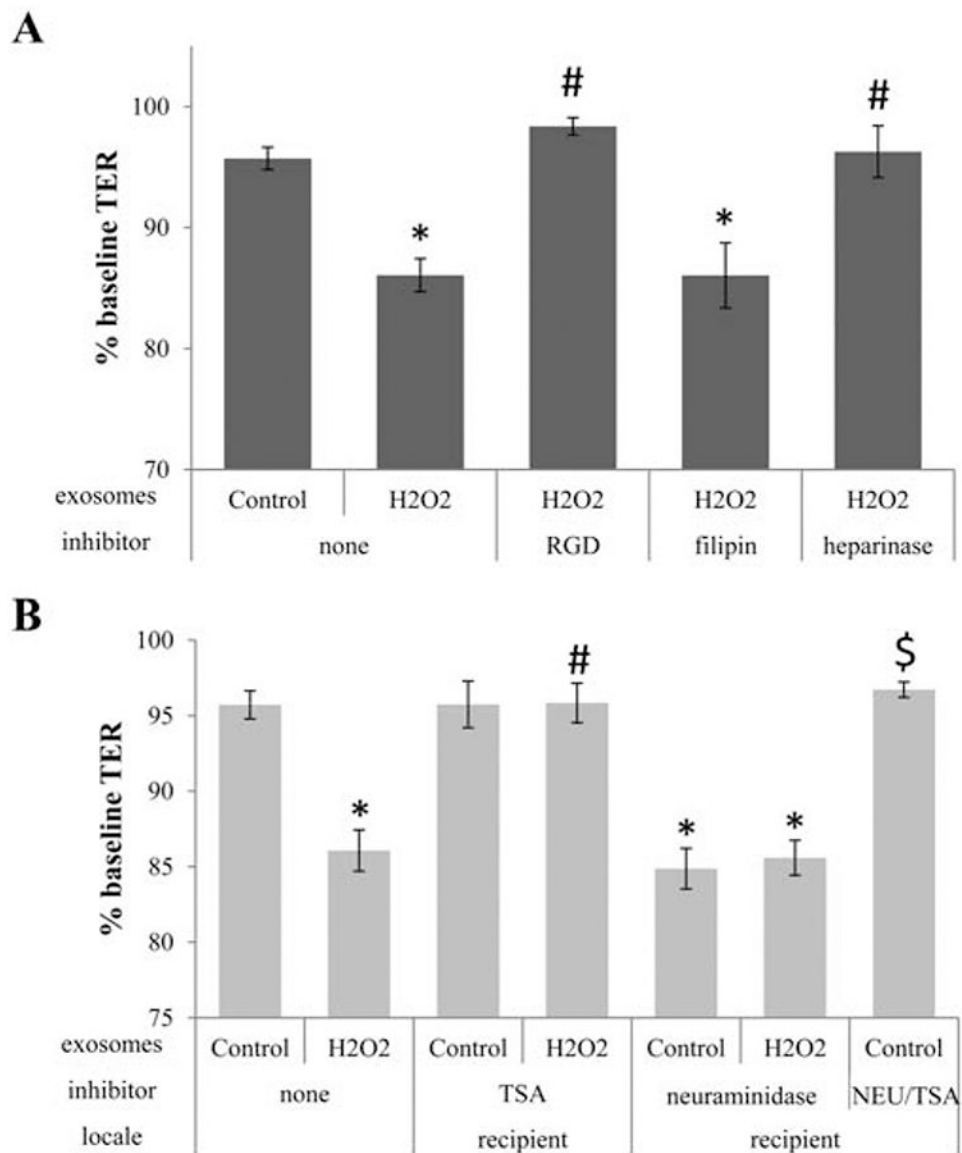 A
% baseline TER
100
90
80
70
# #
* *
exosomes Control H2O2 H2O2 H2O2 H2O2
inhibitor none RGD filipin heparinase
B
% baseline TER
100
95
90
85
80
75
# $
* * *
exosomes Control H2O2 Control H2O2 Control H2O2 Control
inhibitor none TSA neuraminidase NEU/TSA
locale recipient recipient